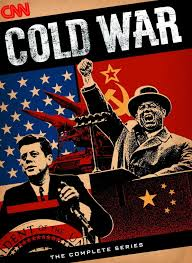 CNN
COLD WAR
THE COMPLETE SERIES